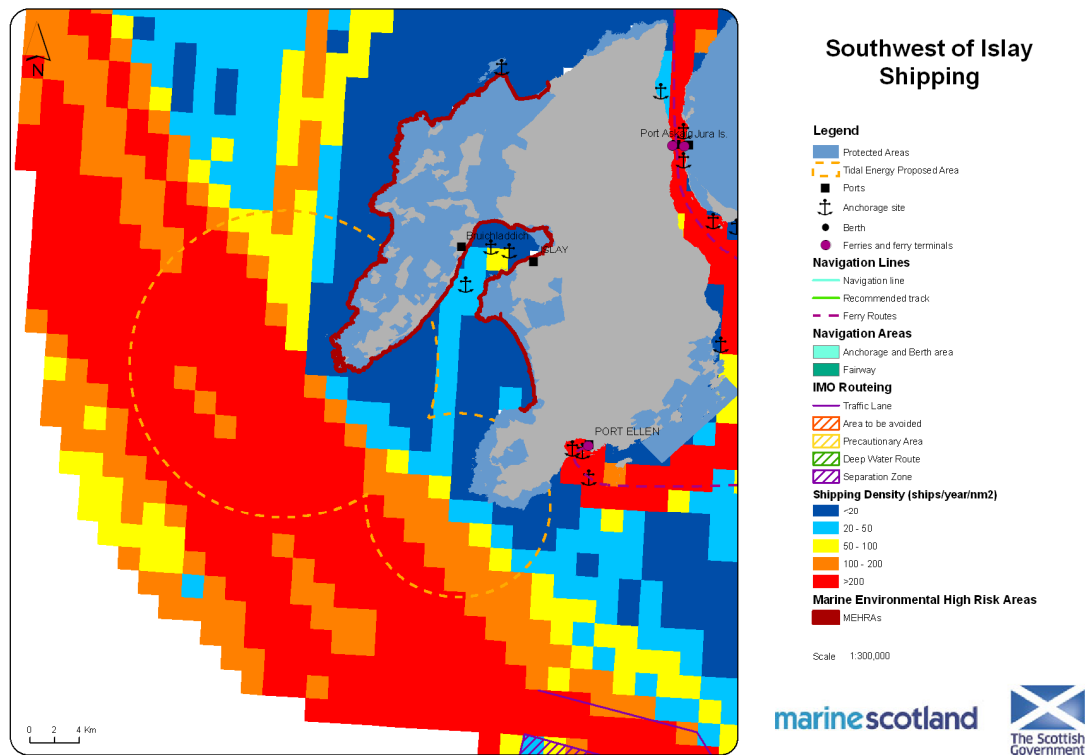 Southwest of Islay
Shipping
N
Port Askaig Jura Is.
Bruichladdich
ISLAY
PORT ELLEN
0 2 4 Km
Legend
Protected Areas
Tidal Energy Proposed Area
Ports
Anchorage site
Berth
Ferries and ferry terminals
Navigation Lines
Navigation line
Recommended track
Ferry Routes
Navigation Areas
Anchorage and Berth area
Fairway
IMO Routeing
Traffic Lane
Area to be avoided
Precautionary Area
Deep Water Route
Separation Zone
Shipping Density (ships/year/nm2)
<20
20 - 50
50 - 100
100 - 200
>200
Marine Environmental High Risk Areas
MEHRAs
Scale 1:300,000
marinescotland
The Scottish
Government